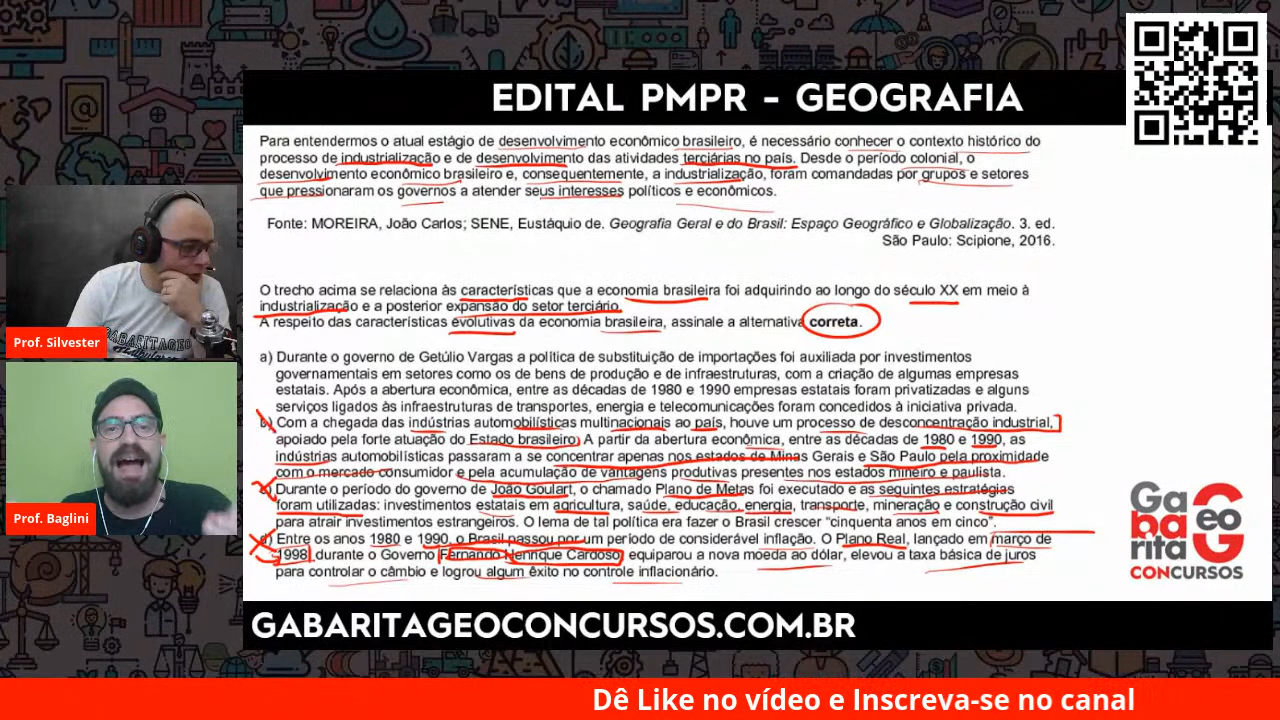 EDITAL PMPR - GEOGRAFIA
Para entendermos o atual estágio de desenvolvimento econômico brasileiro, é necessário conhecer o contexto histórico do
processo de industrialização e de desenvolvimento das atividades terciárias no país. Desde o período colonial, o
desenvolvimento econômico brasileiro e, consequentemente, a industrialização, foram comandadas por grupos e setores
que pressionaram os governos a atender seus interesses políticos e econômicos.
Fonte: MOREIRA, João Carlos; SENE, Eustáquio de. Geografia Geral e do Brasil: Espaço Geográfico e Globalização. 3. ed.
São Paulo: Scipione, 2016.
O trecho acima se relaciona às características que a economia brasileira foi adquirindo ao longo do século XX em meio à
industrialização e a posterior expansão do setor terciário.
A respeito das características evolutivas da economia brasileira, assinale a alternativa correta.
a) Durante o governo de Getúlio Vargas a política de substituição de importações foi auxiliada por investimentos
governamentais em setores como os de bens de produção e de infraestruturas, com a criação de algumas empresas
estatais. Após a abertura econômica, entre as décadas de 1980 e 1990 empresas estatais foram privatizadas e alguns
serviços ligados às infraestruturas de transportes, energia e telecomunicações foram concedidos à iniciativa privada.
b) Com a chegada das indústrias automobilísticas multinacionais ao país, houve um processo de desconcentração industrial,
apoiado pela forte atuação do Estado brasileiro. A partir da abertura econômica, entre as décadas de 1980 e 1990, as
indústrias automobilísticas passaram a se concentrar apenas nos estados de Minas Gerais e São Paulo pela proximidade
com o mercado consumidor e pela acumulação de vantagens produtivas presentes nos estados mineiro e paulista.
c) Durante o período do governo de João Goulart, o chamado Plano de Metas foi executado e as seguintes estratégias
foram utilizadas: investimentos estatais em agricultura, saúde, educação, energia, transporte, mineração e construção civil
para atrair investimentos estrangeiros. O lema de tal política era fazer o Brasil crescer "cinquenta anos em cinco".
d) Entre os anos 1980 e 1990, o Brasil passou por um período de considerável inflação. O Plano Real, lançado em março de
1998, durante o Governo Fernando Henrique Cardoso, equiparou a nova moeda ao dólar, elevou a taxa básica de juros
para controlar o câmbio e logrou algum êxito no controle inflacionário.
Prof. Silvester
Prof. Baglini
Gabarita Geo
CONCURSOS
GABARITAGEOCONCURSOS.COM.BR
Dê Like no vídeo e Inscreva-se no canal